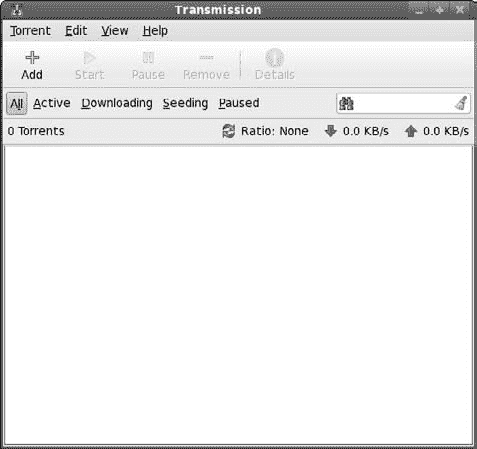 Transmission
Torrent Edit View Help
Add Start Pause Remove Details
All Active Downloading Seeding Paused
0 Torrents Ratio: None 0.0 KB/s 0.0 KB/s